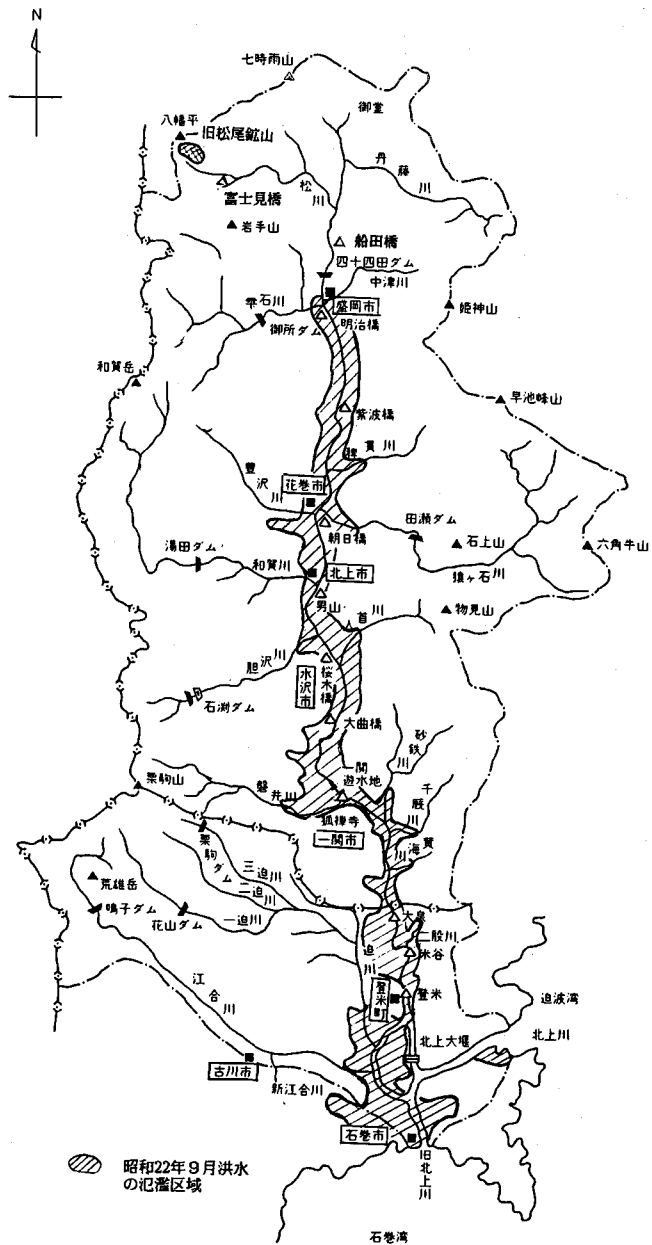 N
七時雨山
御堂
八幡平
旧松尾鉱山
丹藤川
松川
富士見橋
岩手山
船田橋
四十四田ダム
中津川
雫石川
盛岡市
明治橋
御所ダム
姫神山
和賀岳
早池峰山
紫波橋
稗貫川
豊沢川
花巻市
朝日橋
田瀬ダム
石上山
六角牛山
湯田ダム
和賀川
北上市
猿ヶ石川
男山
首川
物見山
胆沢川
水沢市
桜木橋
石渕ダム
大曲橋
砂鉄川
一関遊水地
栗駒山
磐井川
千厩川
狐禅寺
一関市
黄海川
栗駒ダム
三迫川
二迫川
荒雄岳
鳴子ダム
花山ダム
一迫川
大泉
二股川
迫川
米谷
江合川
登米町
登米
追波湾
北上大堰
北上川
古川市
新江合川
石巻市
旧北上川
昭和22年9月洪水
の氾濫区域
石巻湾